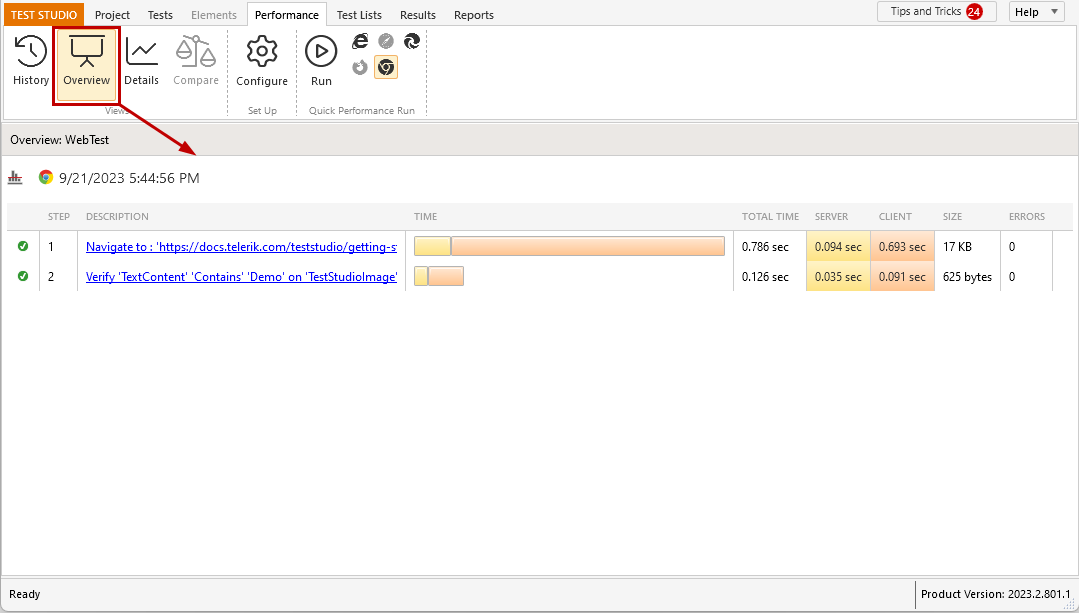 TEST STUDIO Project Tests Elements Performance Test Lists Results Reports Tips and Tricks 24 Help
History Overview Details Compare Configure Run
Views Set Up Quick Performance Run
Overview: WebTest
9/21/2023 5:44:56 PM
STEP DESCRIPTION TIME TOTAL TIME SERVER CLIENT SIZE ERRORS
1 Navigate to : 'https://docs.telerik.com/teststudio/getting-s 0.786 sec 0.094 sec 0.693 sec 17 KB 0
2 Verify 'TextContent' 'Contains' 'Demo' on 'TestStudioImage' 0.126 sec 0.035 sec 0.091 sec 625 bytes 0
Ready Product Version: 2023.2.801.1